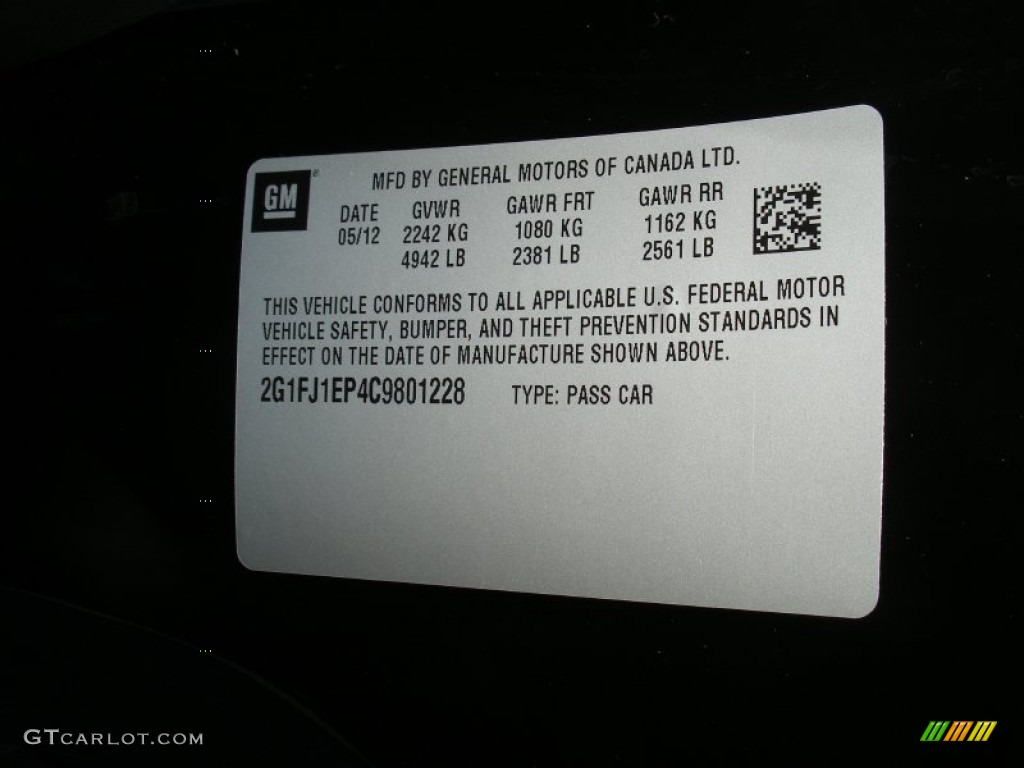 GM
MFD BY GENERAL MOTORS OF CANADA LTD.
DATE GVWR GAWR FRT GAWR RR
05/12 2242 KG 1080 KG 1162 KG
4942 LB 2381 LB 2561 LB
THIS VEHICLE CONFORMS TO ALL APPLICABLE U.S. FEDERAL MOTOR
VEHICLE SAFETY, BUMPER, AND THEFT PREVENTION STANDARDS IN
EFFECT ON THE DATE OF MANUFACTURE SHOWN ABOVE.
2G1FJ1EP4C9801228 TYPE: PASS CAR
GTCARLOT.COM